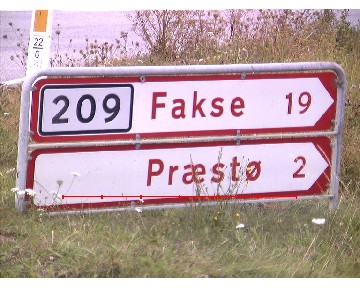 209 Fakse 19
Præstø 2